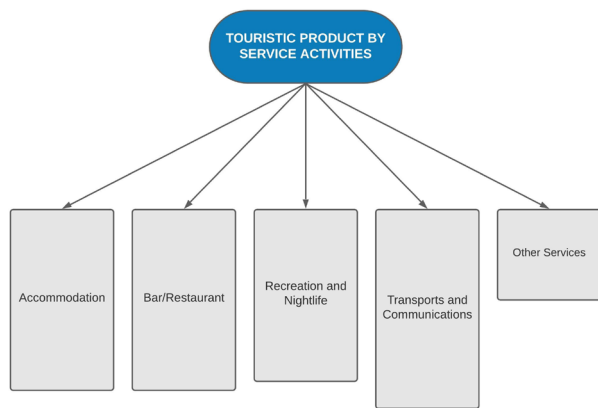 TOURISTIC PRODUCT BY
SERVICE ACTIVITIES
Accommodation
Bar/Restaurant
Recreation and
Nightlife
Transports and
Communications
Other Services